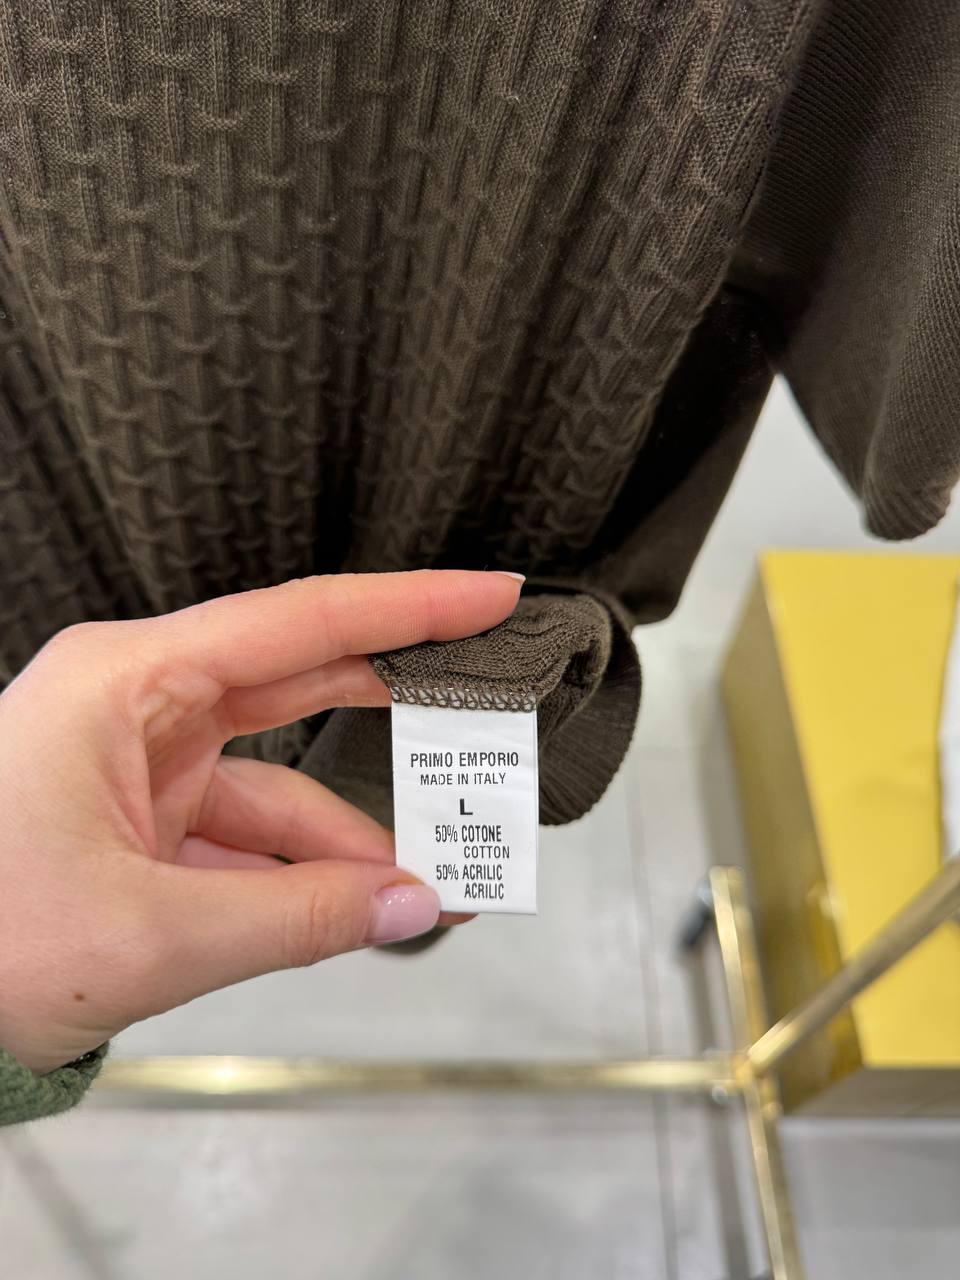 PRIMO EMPORIO
MADE IN ITALY
L
50% COTONE
COTTON
50% ACRILIC
ACRILIC